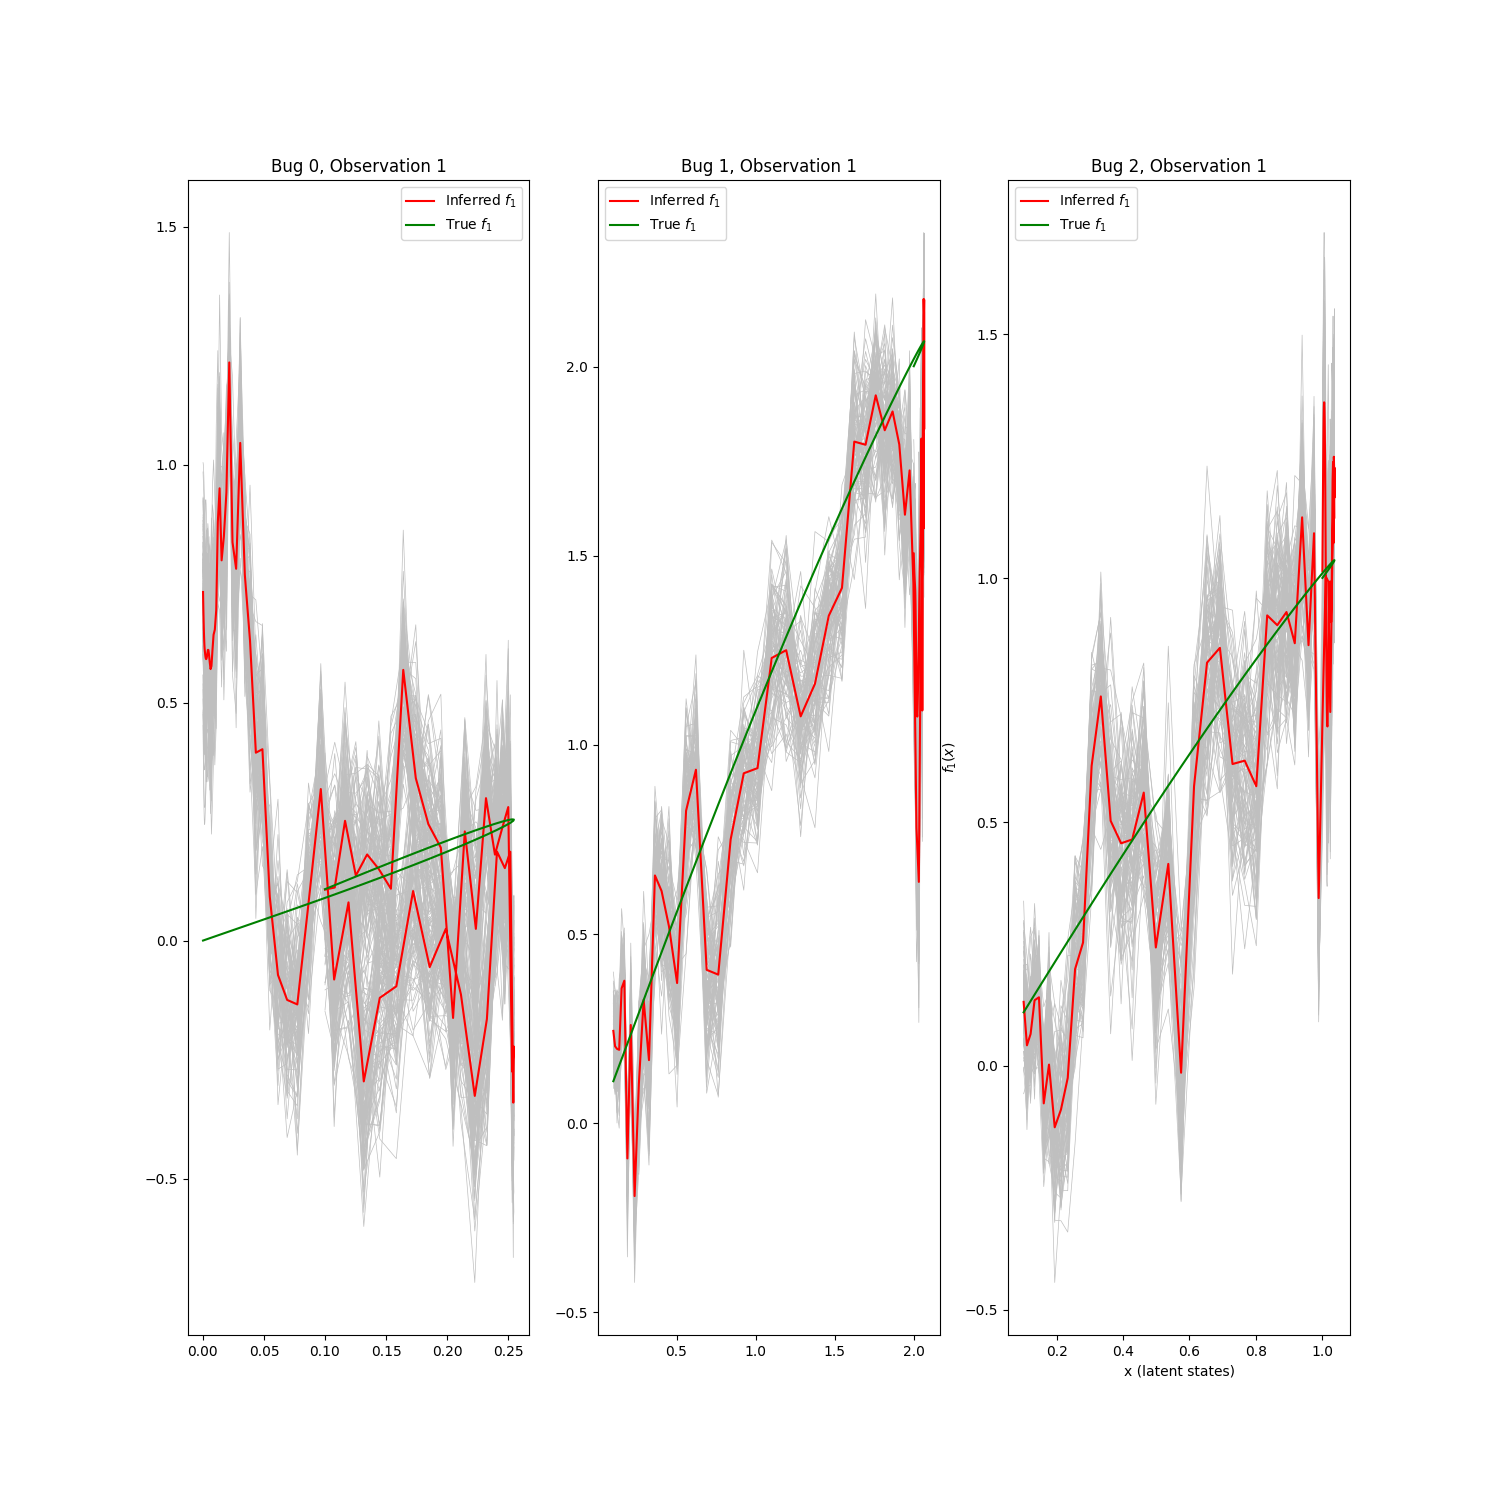 Bug 0, Observation 1
Inferred f₁
True f₁
1.5
1.0
0.5
0.0
−0.5
0.00 0.05 0.10 0.15 0.20 0.25
Bug 1, Observation 1
Inferred f₁
True f₁
2.0
1.5
1.0
0.5
0.0
−0.5
0.5 1.0 1.5 2.0
Bug 2, Observation 1
Inferred f₁
True f₁
f₁(x)
1.5
1.0
0.5
0.0
−0.5
0.2 0.4 0.6 0.8 1.0
x (latent states)